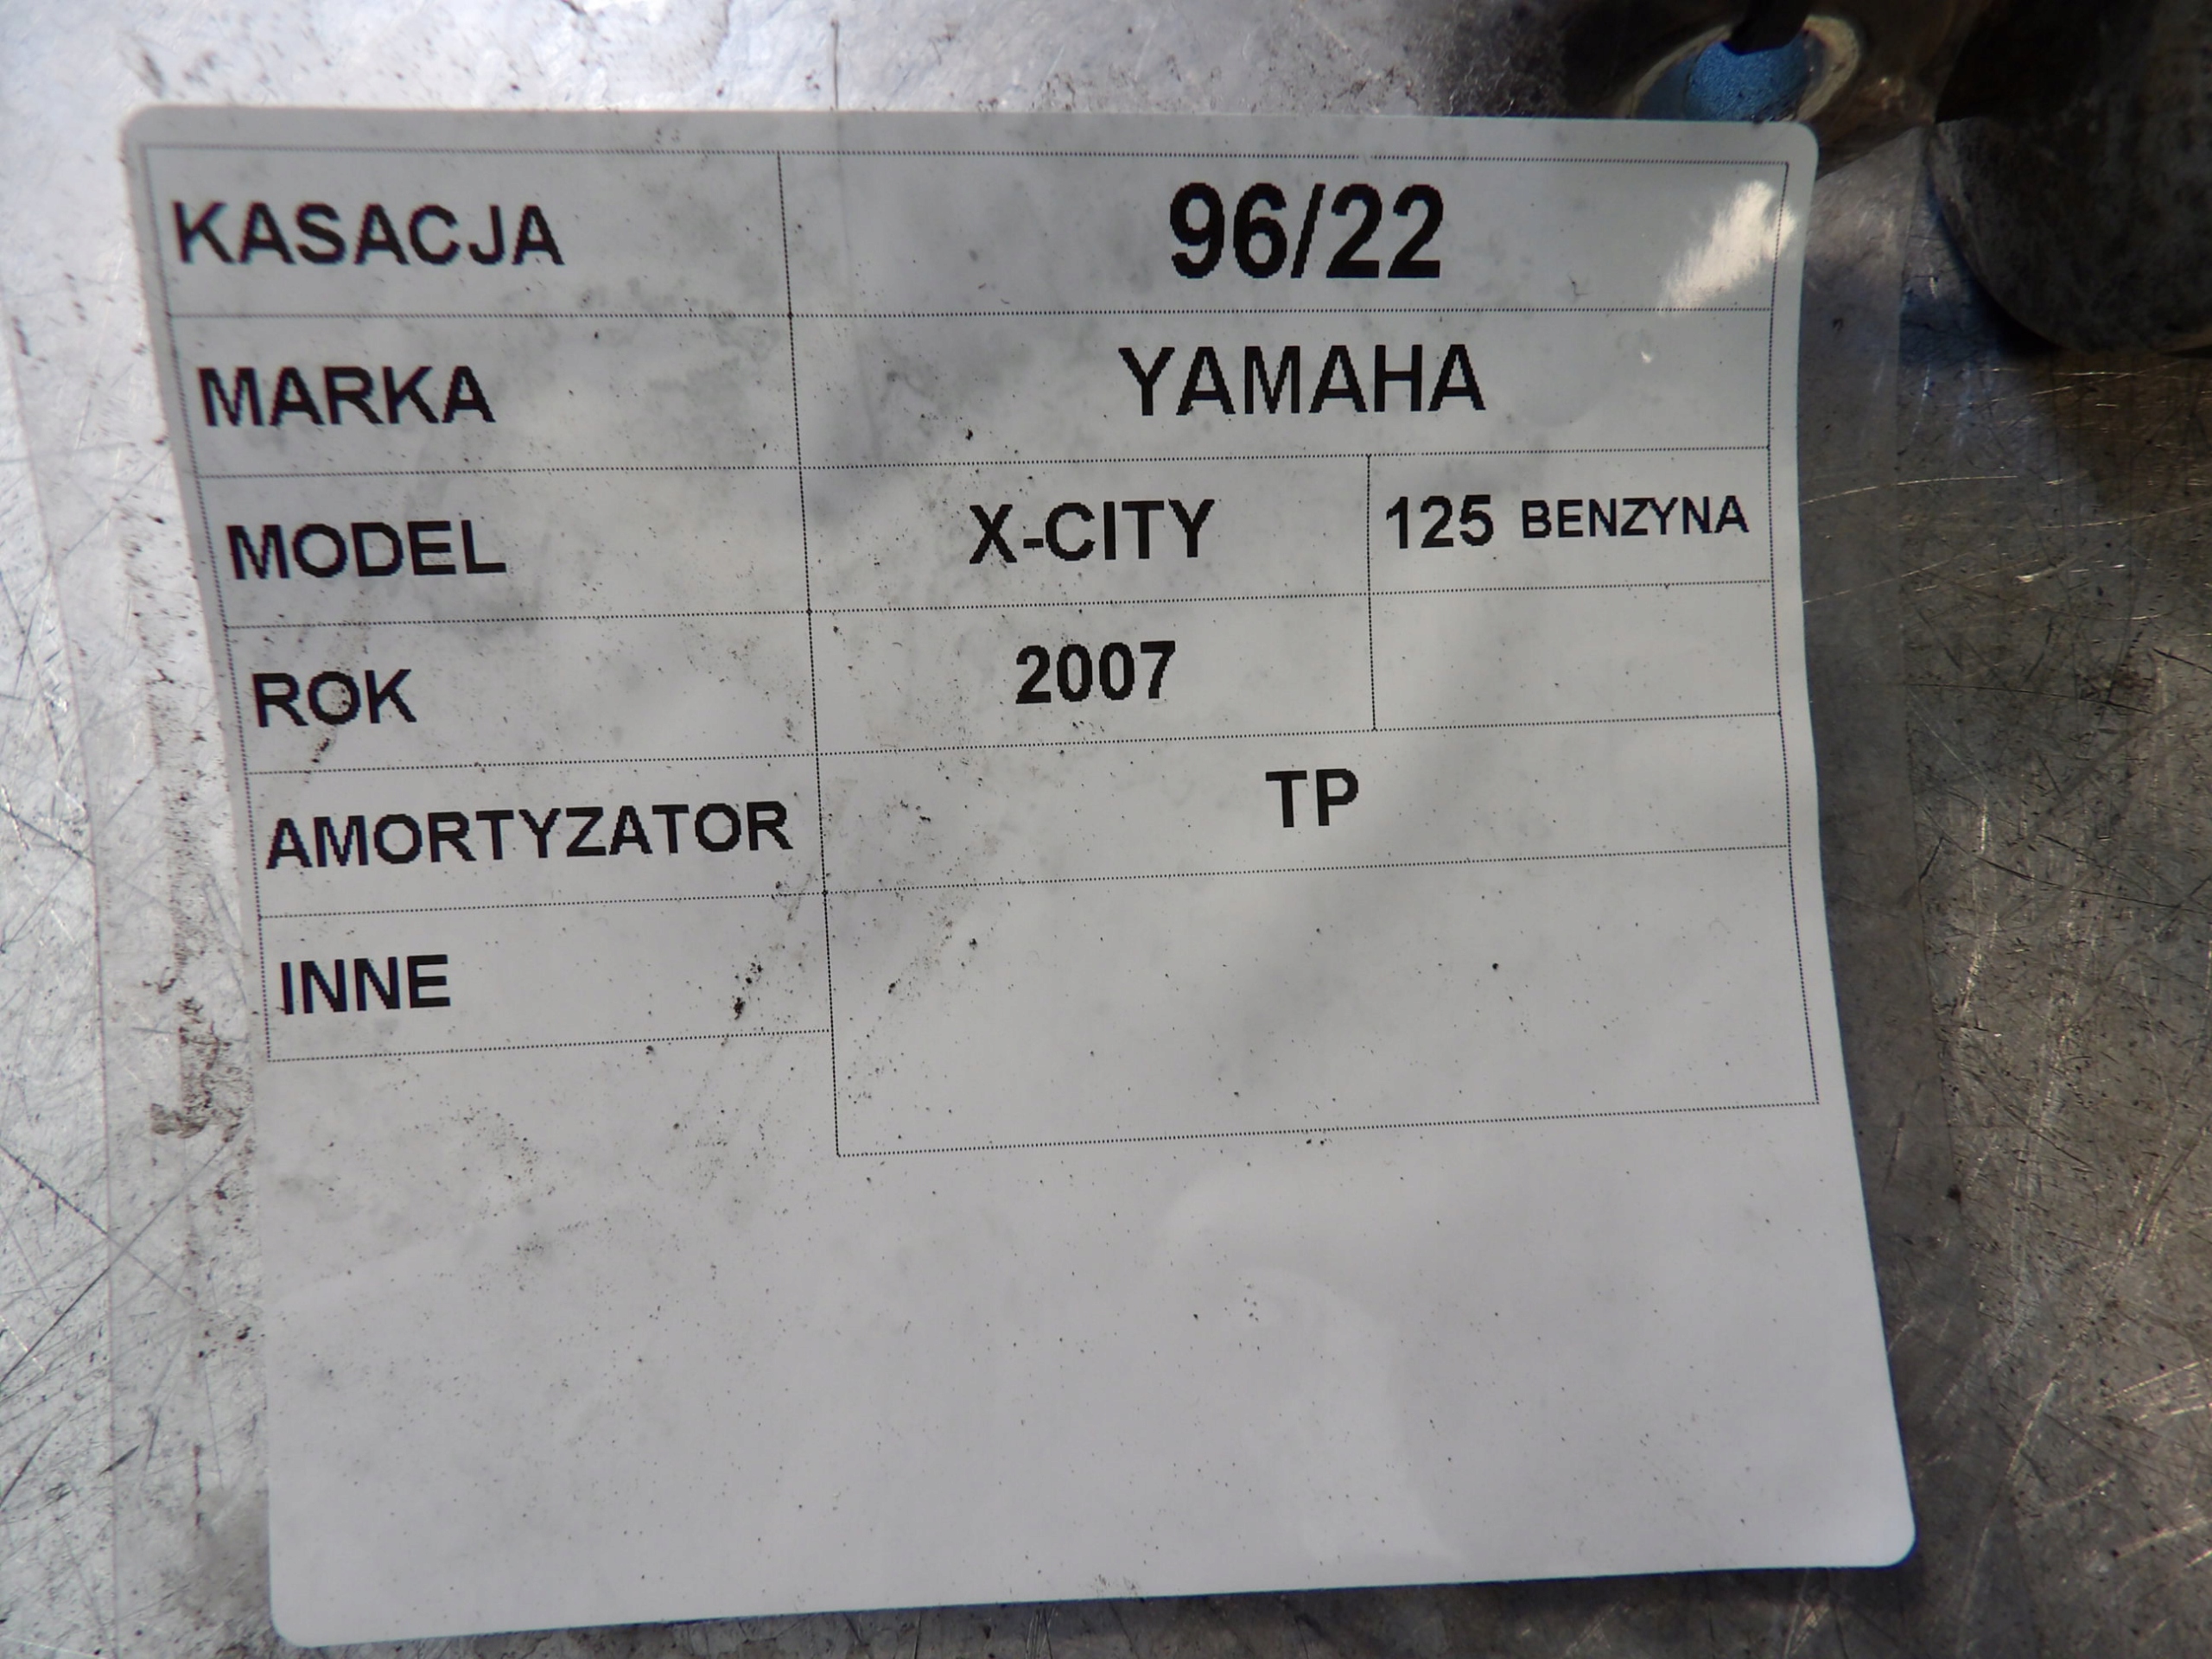 KASACJA 96/22
MARKA YAMAHA
MODEL X-CITY 125 BENZYNA
ROK 2007
AMORTYZATOR TP
INNE